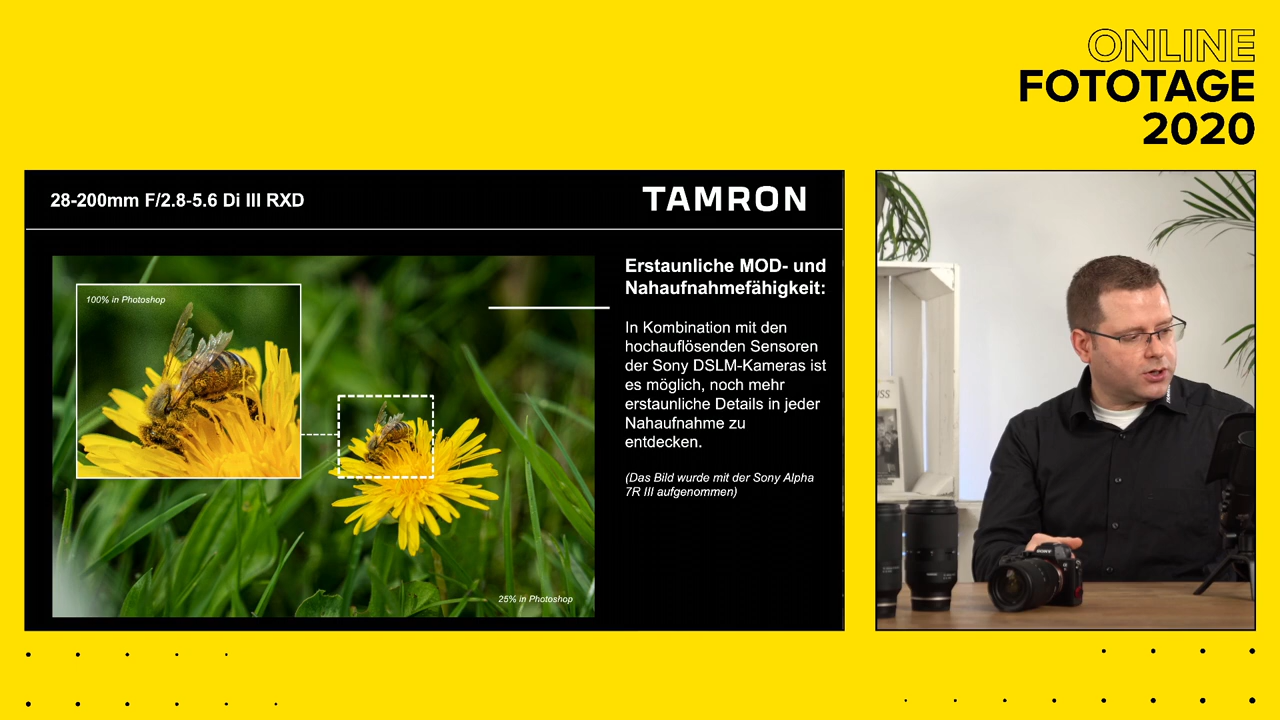 ONLINE
FOTOTAGE
2020
28-200mm F/2.8-5.6 Di III RXD
TAMRON
100% in Photoshop
25% in Photoshop
Erstaunliche MOD- und
Nahaufnahmefähigkeit:
In Kombination mit den
hochauflösenden Sensoren
der Sony DSLM-Kameras ist
es möglich, noch mehr
erstaunliche Details in jeder
Nahaufnahme zu
entdecken.
(Das Bild wurde mit der Sony Alpha
7R III aufgenommen)
SONY
TAMRON